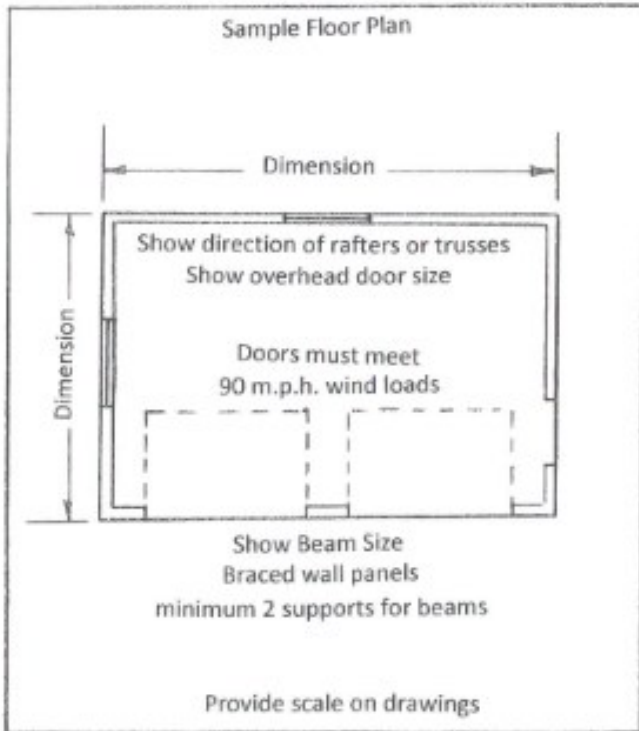 Sample Floor Plan
Dimension
Show direction of rafters or trusses
Show overhead door size
Dimension
Doors must meet
90 m.p.h. wind loads
Show Beam Size
Braced wall panels
minimum 2 supports for beams
Provide scale on drawings